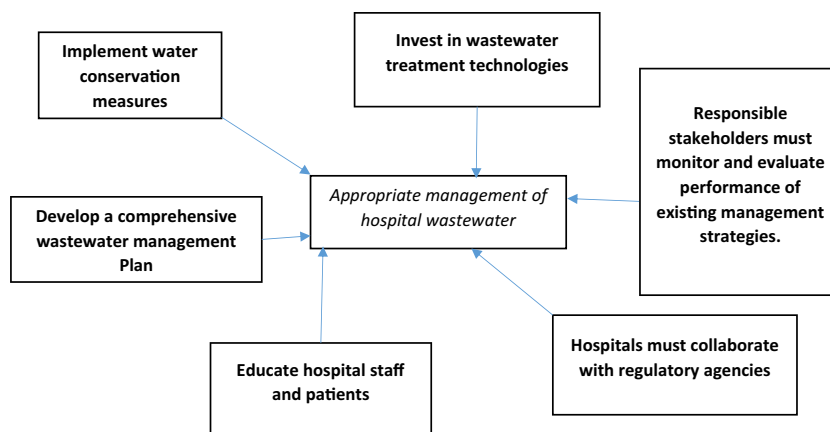 Implement water
conservation
measures
Invest in wastewater
treatment technologies
Responsible
stakeholders must
monitor and evaluate
performance of
existing management
strategies.
Appropriate management of
hospital wastewater
Develop a comprehensive
wastewater management
Plan
Educate hospital staff
and patients
Hospitals must collaborate
with regulatory agencies